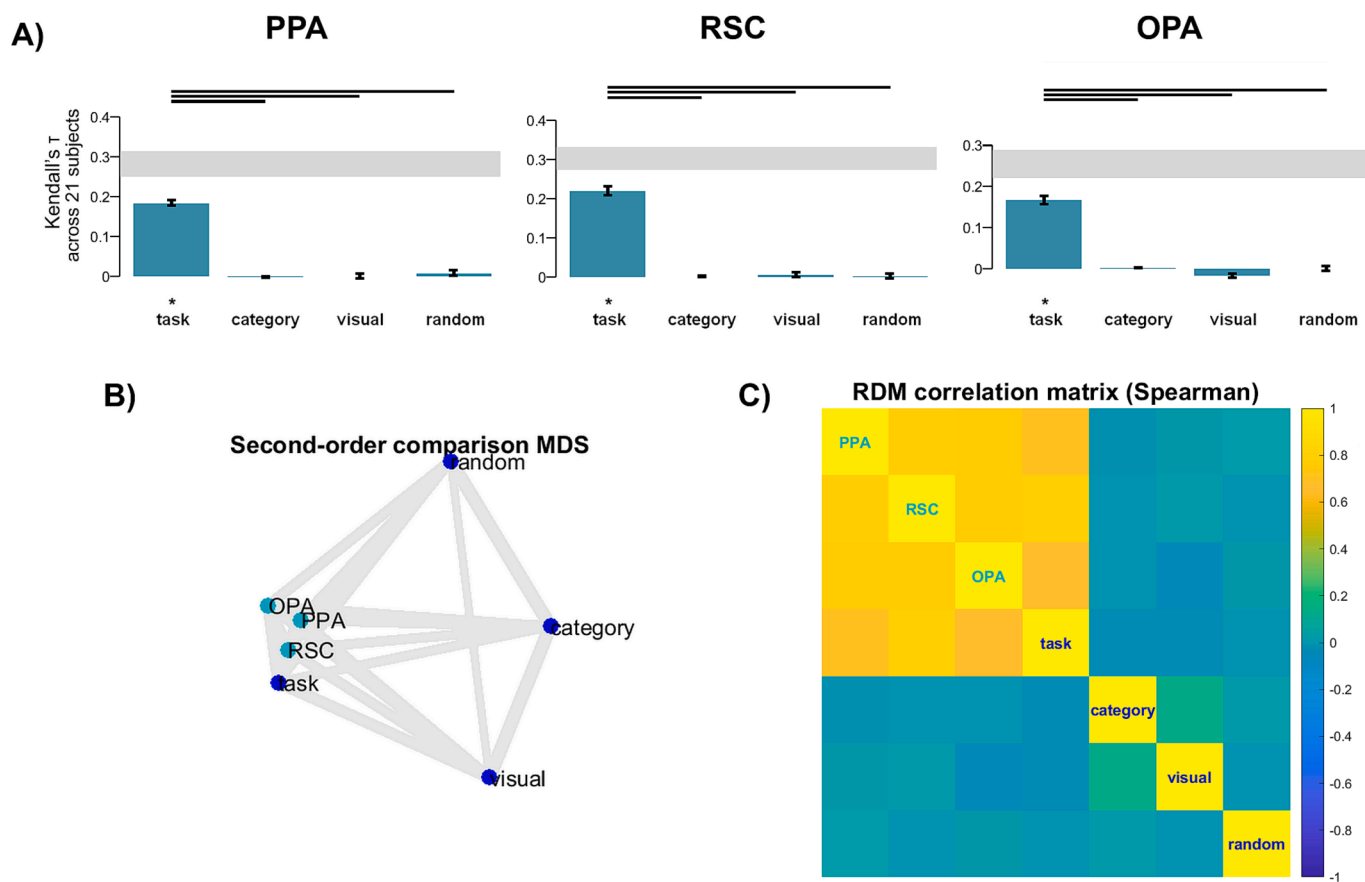 A)
PPA
RSC
OPA
Kendall's τ
across 21 subjects
0.4
0.3
0.2
0.1
0
*
task category visual random
0.4
0.3
0.2
0.1
0
*
task category visual random
0.3
0.2
0.1
0
*
task category visual random
B)
Second-order comparison MDS
random
OPA
PPA
category
RSC
task
visual
C)
RDM correlation matrix (Spearman)
PPA
RSC
OPA
task
category
visual
random
1
0.8
0.6
0.4
0.2
0
-0.2
-0.4
-0.6
-0.8
-1